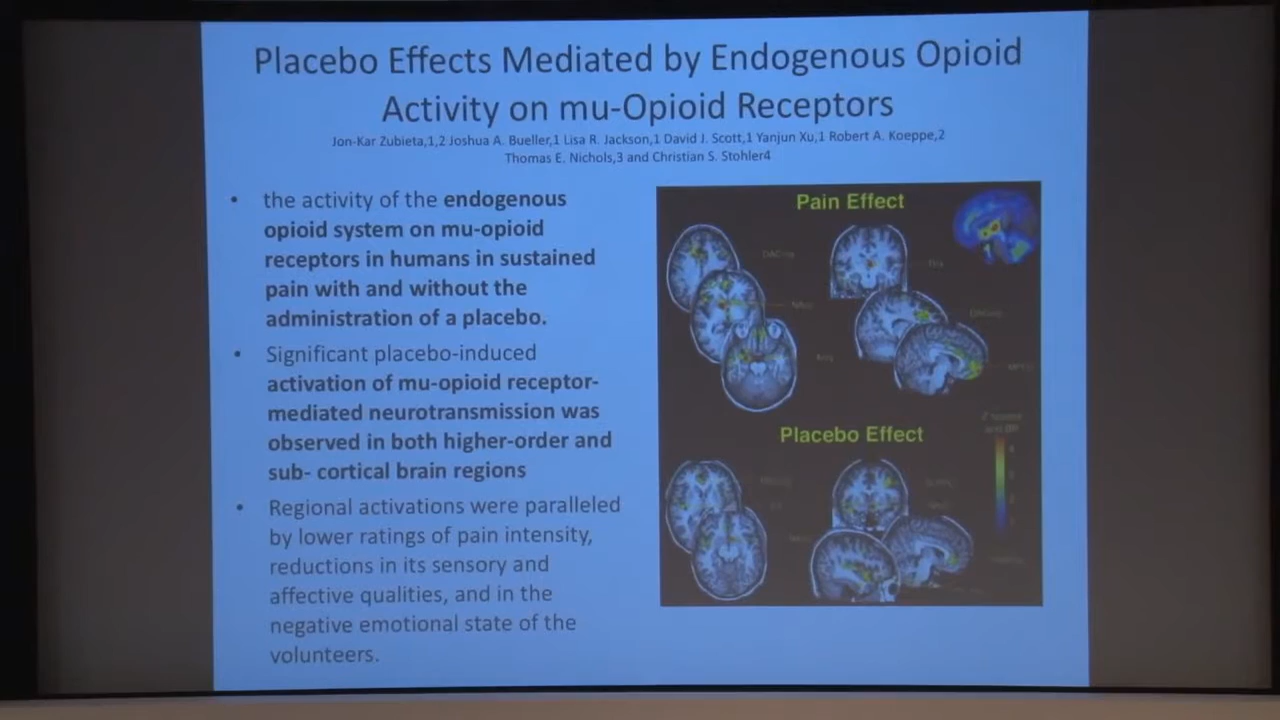 Placebo Effects Mediated by Endogenous Opioid
Activity on mu-Opioid Receptors
Jon-Kar Zubieta,1,2 Joshua A. Bueller,1 Lisa R. Jackson,1 David J. Scott,1 Yanjun Xu,1 Robert A. Koeppe,2
Thomas E. Nichols,3 and Christian S. Stohler4
• the activity of the endogenous
opioid system on mu-opioid
receptors in humans in sustained
pain with and without the
administration of a placebo.
• Significant placebo-induced
activation of mu-opioid receptor-
mediated neurotransmission was
observed in both higher-order and
sub- cortical brain regions
• Regional activations were paralleled
by lower ratings of pain intensity,
reductions in its sensory and
affective qualities, and in the
negative emotional state of the
volunteers.
Pain Effect
Placebo Effect